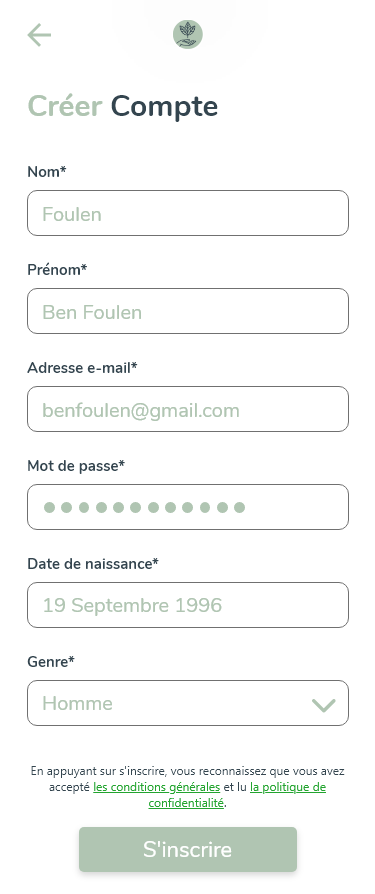 Créer Compte
Nom*
Foulen
Prénom*
Ben Foulen
Adresse e-mail*
benfoulen@gmail.com
Mot de passe*
Date de naissance*
19 Septembre 1996
Genre*
Homme
En appuyant sur s'inscrire, vous reconnaissez que vous avez
accepté les conditions générales et lu la politique de
confidentialité.
S'inscrire